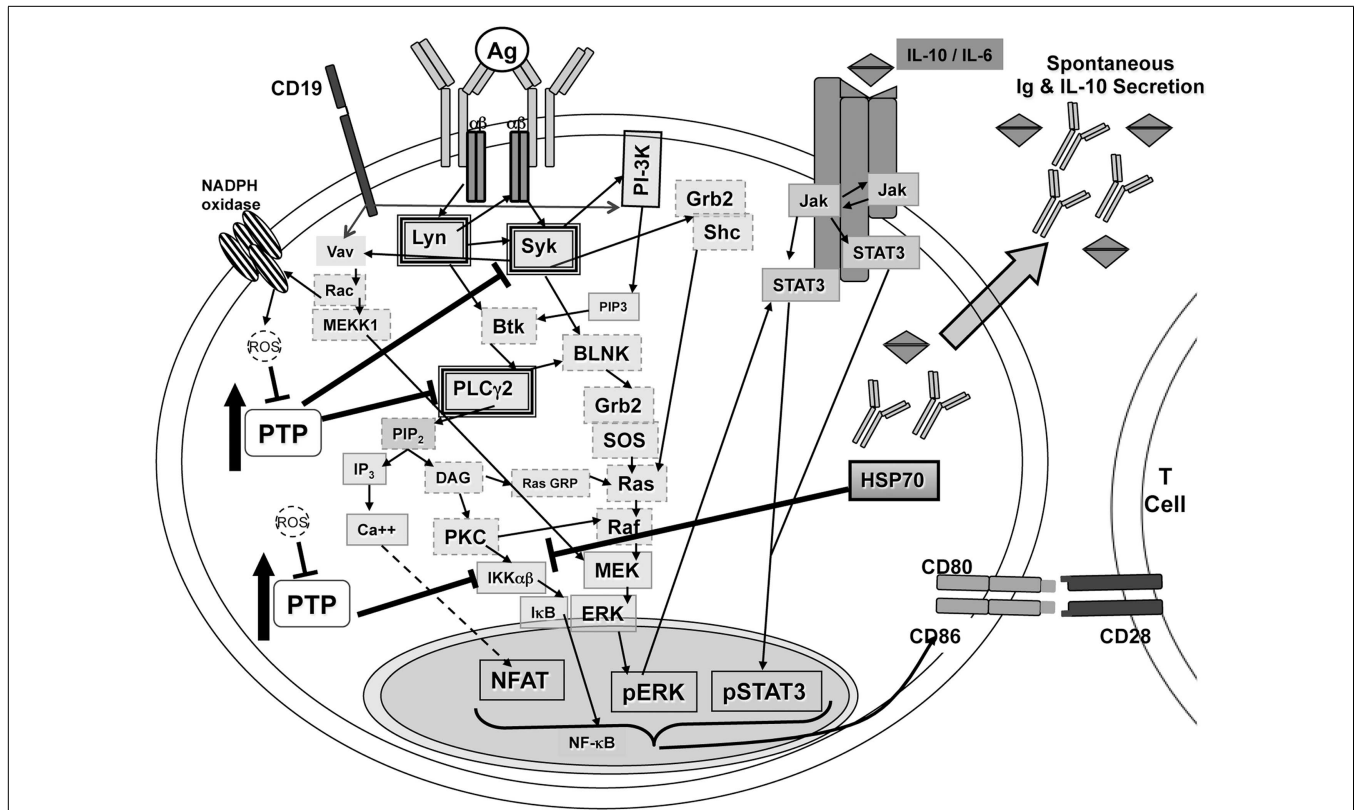 Ag
IL-10 / IL-6
Spontaneous
Ig & IL-10 Secretion
CD19
αβ
αβ
PI-3K
NADPH
oxidase
Grb2
Shc
Jak
Jak
Lyn
Syk
Vav
STAT3
STAT3
Rac
MEKK1
PIP3
Btk
ROS
BLNK
PLCγ2
Grb2
PTP
PIP2
SOS
IP3
DAG
Ras GRP
Ras
HSP70
T
Cell
ROS
Ca++
PKC
Raf
IKKαβ
MEK
CD80
PTP
IκB
ERK
CD86
CD28
NFAT
pERK
pSTAT3
NF-κB